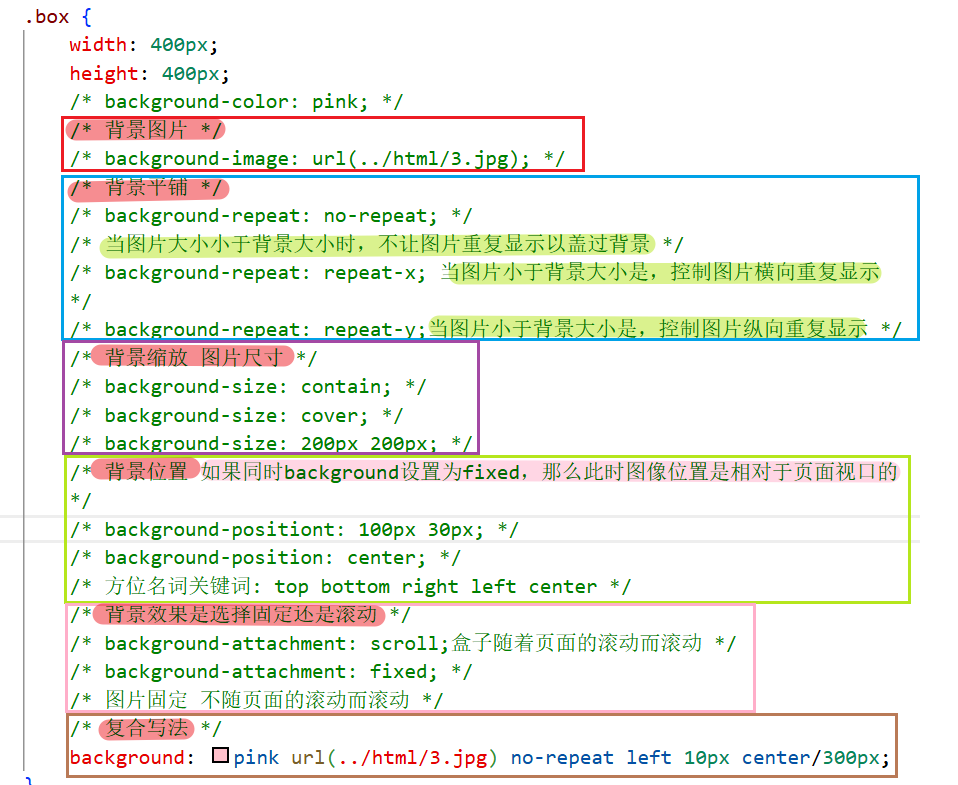 .box {
width: 400px;
height: 400px;
/* background-color: pink; */
/* 背景图片 */
/* background-image: url(../html/3.jpg); */
/* 背景平铺 */
/* background-repeat: no-repeat; */
/* 当图片大小小于背景大小时，不让图片重复显示以盖过背景 */
/* background-repeat: repeat-x; 当图片小于背景大小是，控制图片横向重复显示
*/
/* background-repeat: repeat-y;当图片小于背景大小是，控制图片纵向重复显示 */
/* 背景缩放 图片尺寸 */
/* background-size: contain; */
/* background-size: cover; */
/* background-size: 200px 200px; */
/* 背景位置 如果同时background设置为fixed，那么此时图像位置是相对于页面视口的
*/
/* background-positiont: 100px 30px; */
/* background-position: center; */
/* 方位名词关键词: top bottom right left center */
/* 背景效果是选择固定还是滚动 */
/* background-attachment: scroll;盒子随着页面的滚动而滚动 */
/* background-attachment: fixed; */
/* 图片固定 不随页面的滚动而滚动 */
/* 复合写法 */
background: pink url(../html/3.jpg) no-repeat left 10px center/300px;
}